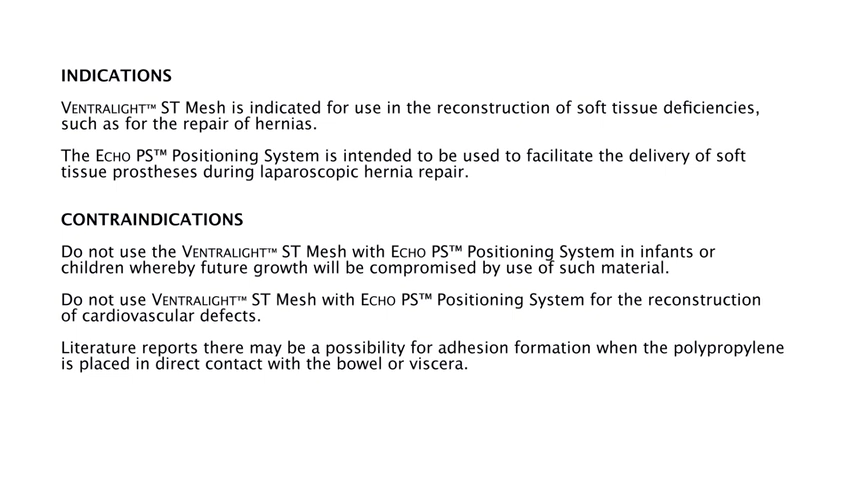 INDICATIONS
VENTRALIGHT™ ST Mesh is indicated for use in the reconstruction of soft tissue deficiencies,
such as for the repair of hernias.
The ECHO PS™ Positioning System is intended to be used to facilitate the delivery of soft
tissue prostheses during laparoscopic hernia repair.
CONTRAINDICATIONS
Do not use the VENTRALIGHT™ ST Mesh with ECHO PS™ Positioning System in infants or
children whereby future growth will be compromised by use of such material.
Do not use VENTRALIGHT™ ST Mesh with ECHO PS™ Positioning System for the reconstruction
of cardiovascular defects.
Literature reports there may be a possibility for adhesion formation when the polypropylene
is placed in direct contact with the bowel or viscera.